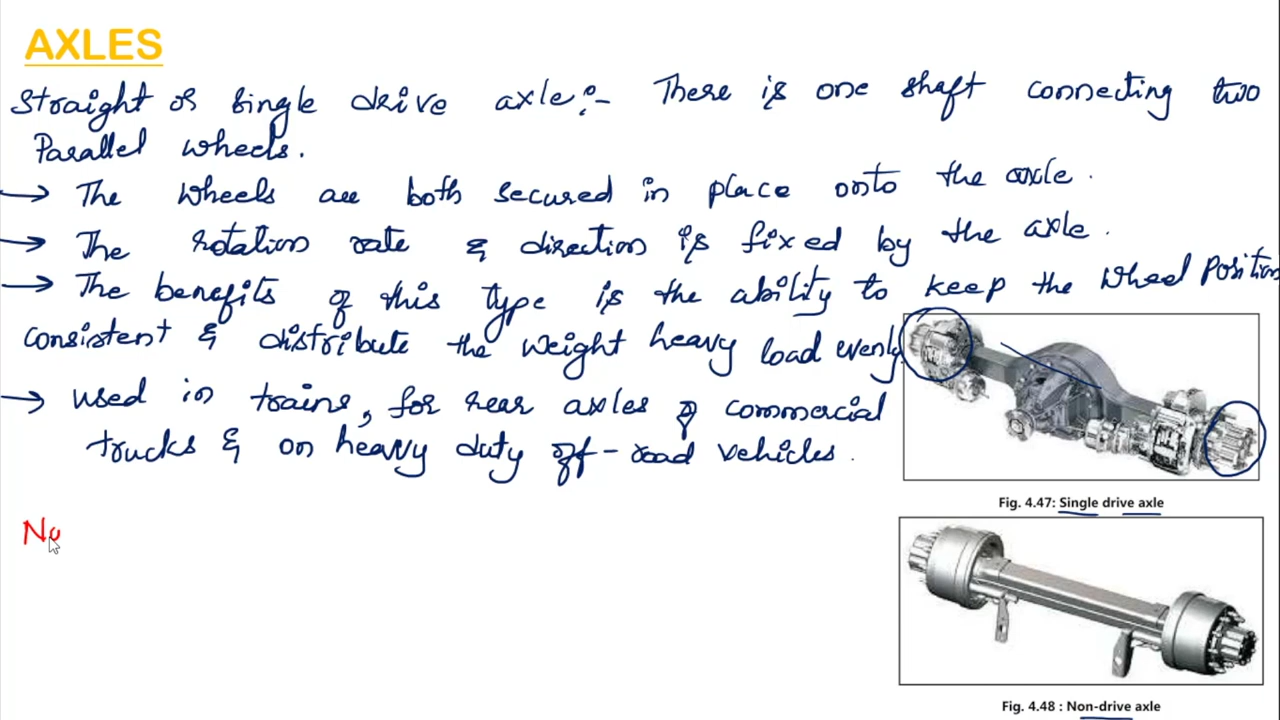 AXLES
Straight or Single drive axle:- There is one shaft connecting two
Parallel wheels.
→ The wheels are both secured in place onto the axle.
→ The rotation rate & direction is fixed by the axle.
→ The benefits of this type is the ability to keep the wheel position
consistent & distribute the weight heavy load evenly.
→ used in trains, for rear axles of commercial
trucks & on heavy duty off-road vehicles.
Fig. 4.47: Single drive axle
No
Fig. 4.48 : Non-drive axle